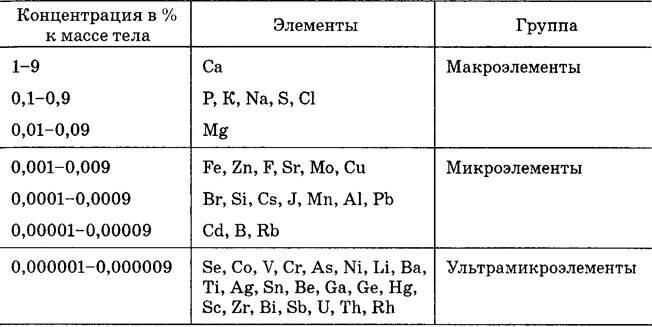 Концентрация в %
к массе тела
Элементы
Группа
1–9
Ca
Макроэлементы
0,1–0,9
P, K, Na, S, Cl
0,01–0,09
Mg
0,001–0,009
Fe, Zn, F, Sr, Mo, Cu
Микроэлементы
0,0001–0,0009
Br, Si, Cs, J, Mn, Al, Pb
0,00001–0,00009
Cd, B, Rb
0,000001–0,000009
Se, Co, V, Cr, As, Ni, Li, Ba,
Ti, Ag, Sn, Be, Ga, Ge, Hg,
Sc, Zr, Bi, Sb, U, Th, Rh
Ультрамикроэлементы